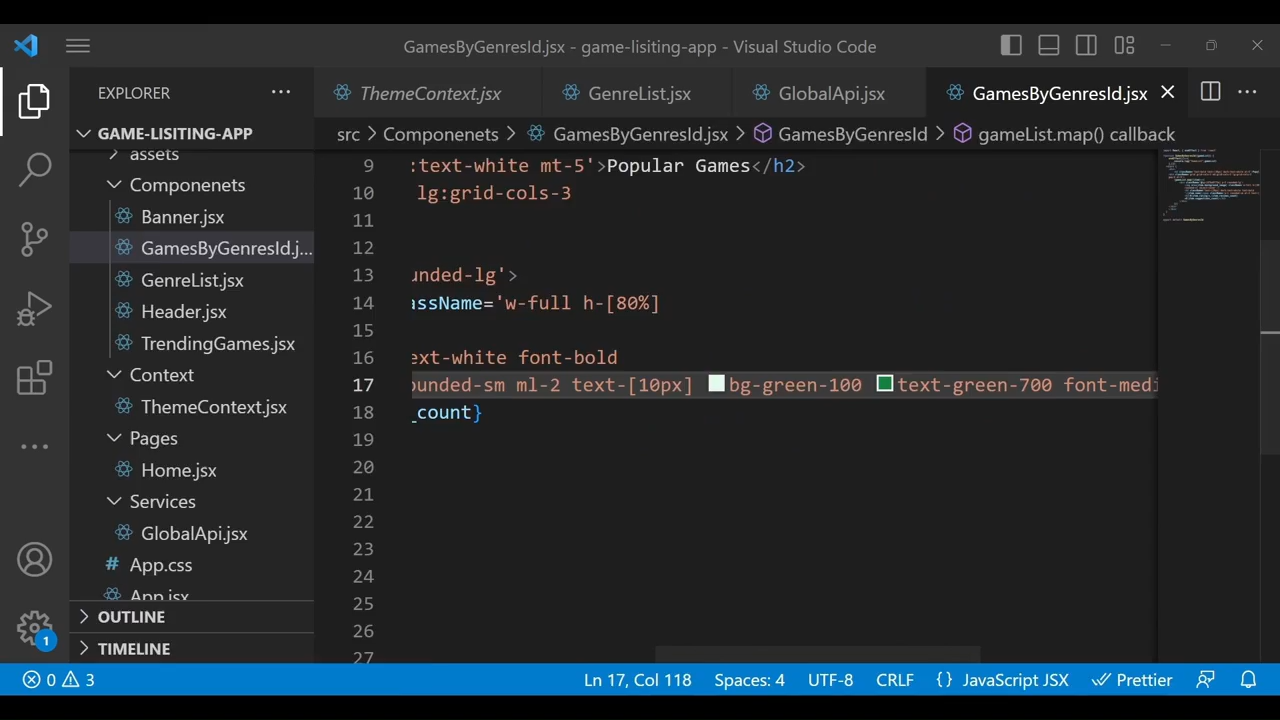 GamesByGenresId.jsx - game-lisiting-app - Visual Studio Code
EXPLORER
ThemeContext.jsx
GenreList.jsx
GlobalApi.jsx
GamesByGenresId.jsx
GAME-LISITING-APP
src > Componenets > GamesByGenresId.jsx > GamesByGenresId > gameList.map() callback
assets
Componenets
Banner.jsx
GamesByGenresId.j...
GenreList.jsx
Header.jsx
TrendingGames.jsx
Context
ThemeContext.jsx
Pages
Home.jsx
Services
GlobalApi.jsx
# App.css
App.jsx
OUTLINE
TIMELINE
9 :text-white mt-5'>Popular Games</h2>
10 lg:grid-cols-3
11
12
13 unded-lg'>
14 assName='w-full h-[80%]
15
16 ext-white font-bold
17 ounded-sm ml-2 text-[10px] bg-green-100 text-green-700 font-medi
18 _count}
19
20
21
22
23
24
25
26
27
1
0 3
Ln 17, Col 118
Spaces: 4
UTF-8
CRLF
{} JavaScript JSX
Prettier